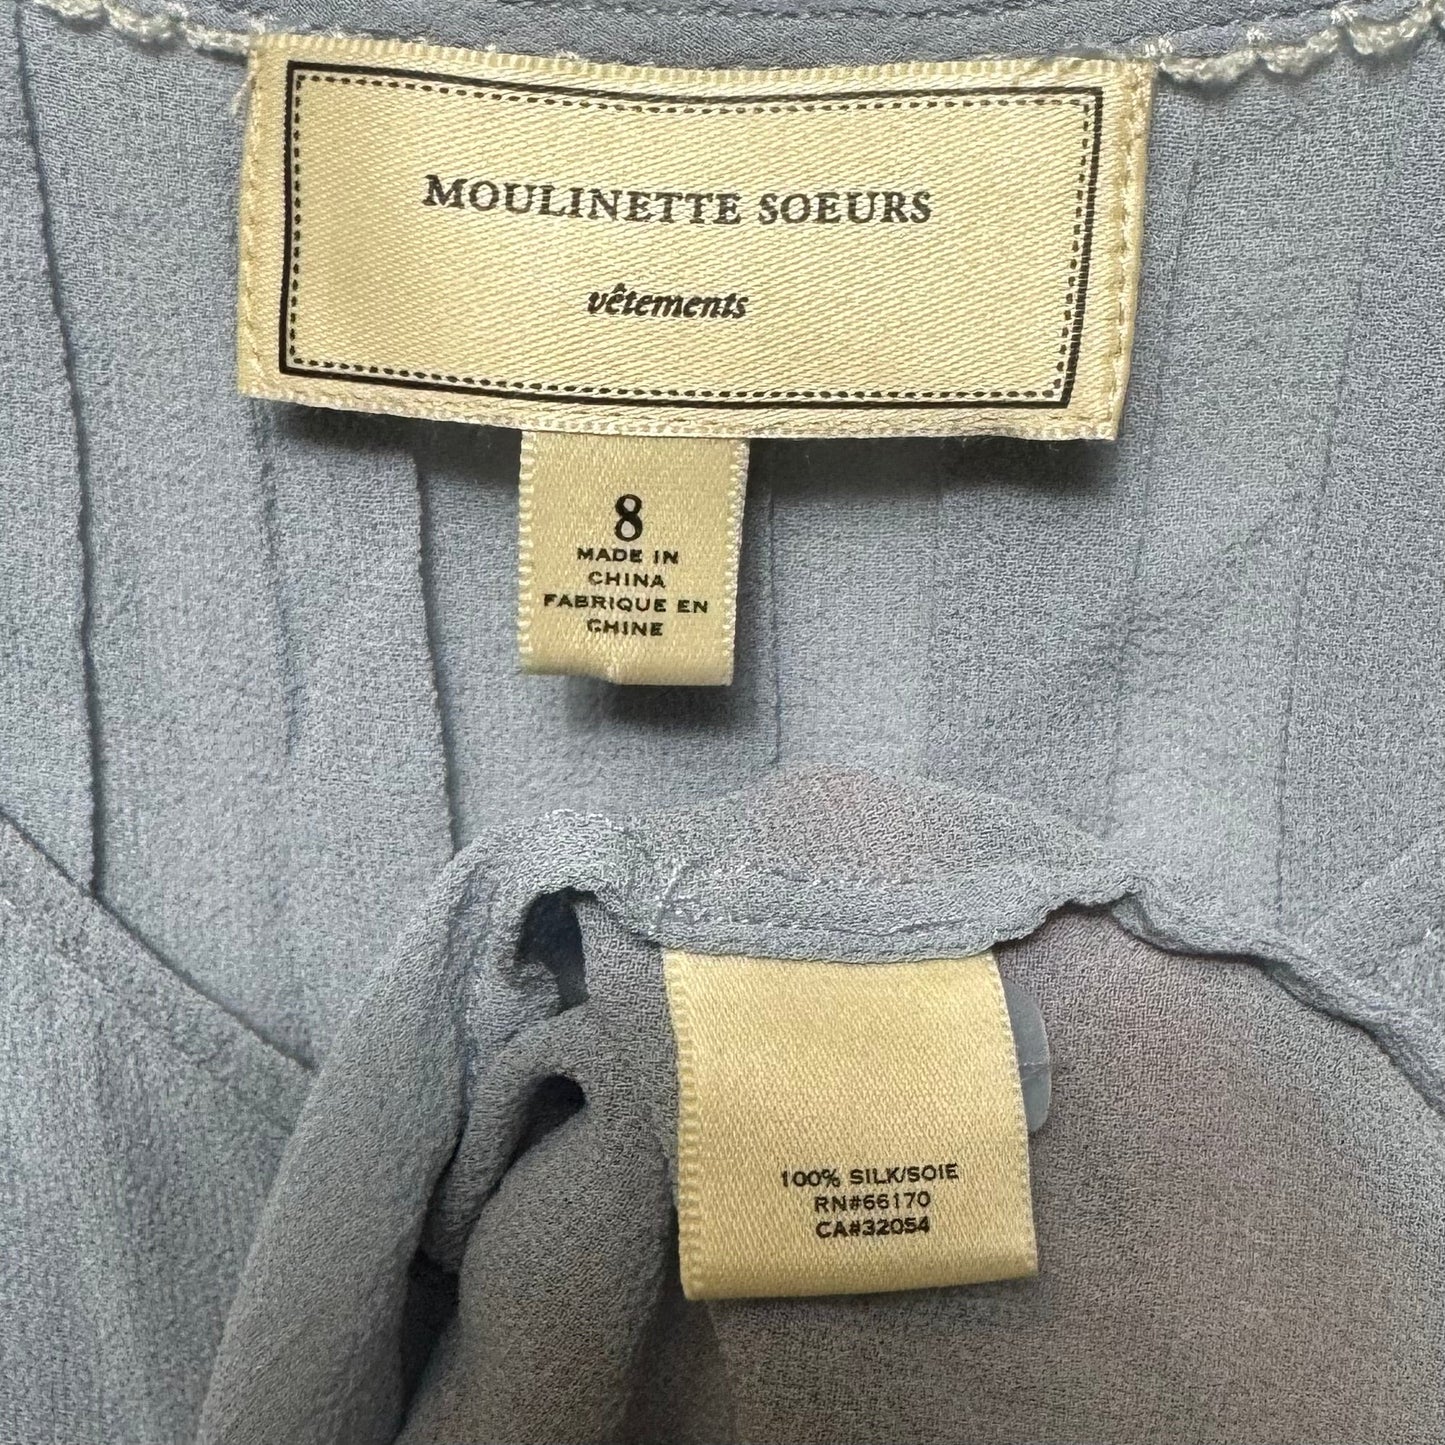 MOULINETTE SOEURS
vêtements
8
MADE IN
CHINA
FABRIQUE EN
CHINE
100% SILK/SOIE
RN#66170
CA#32054